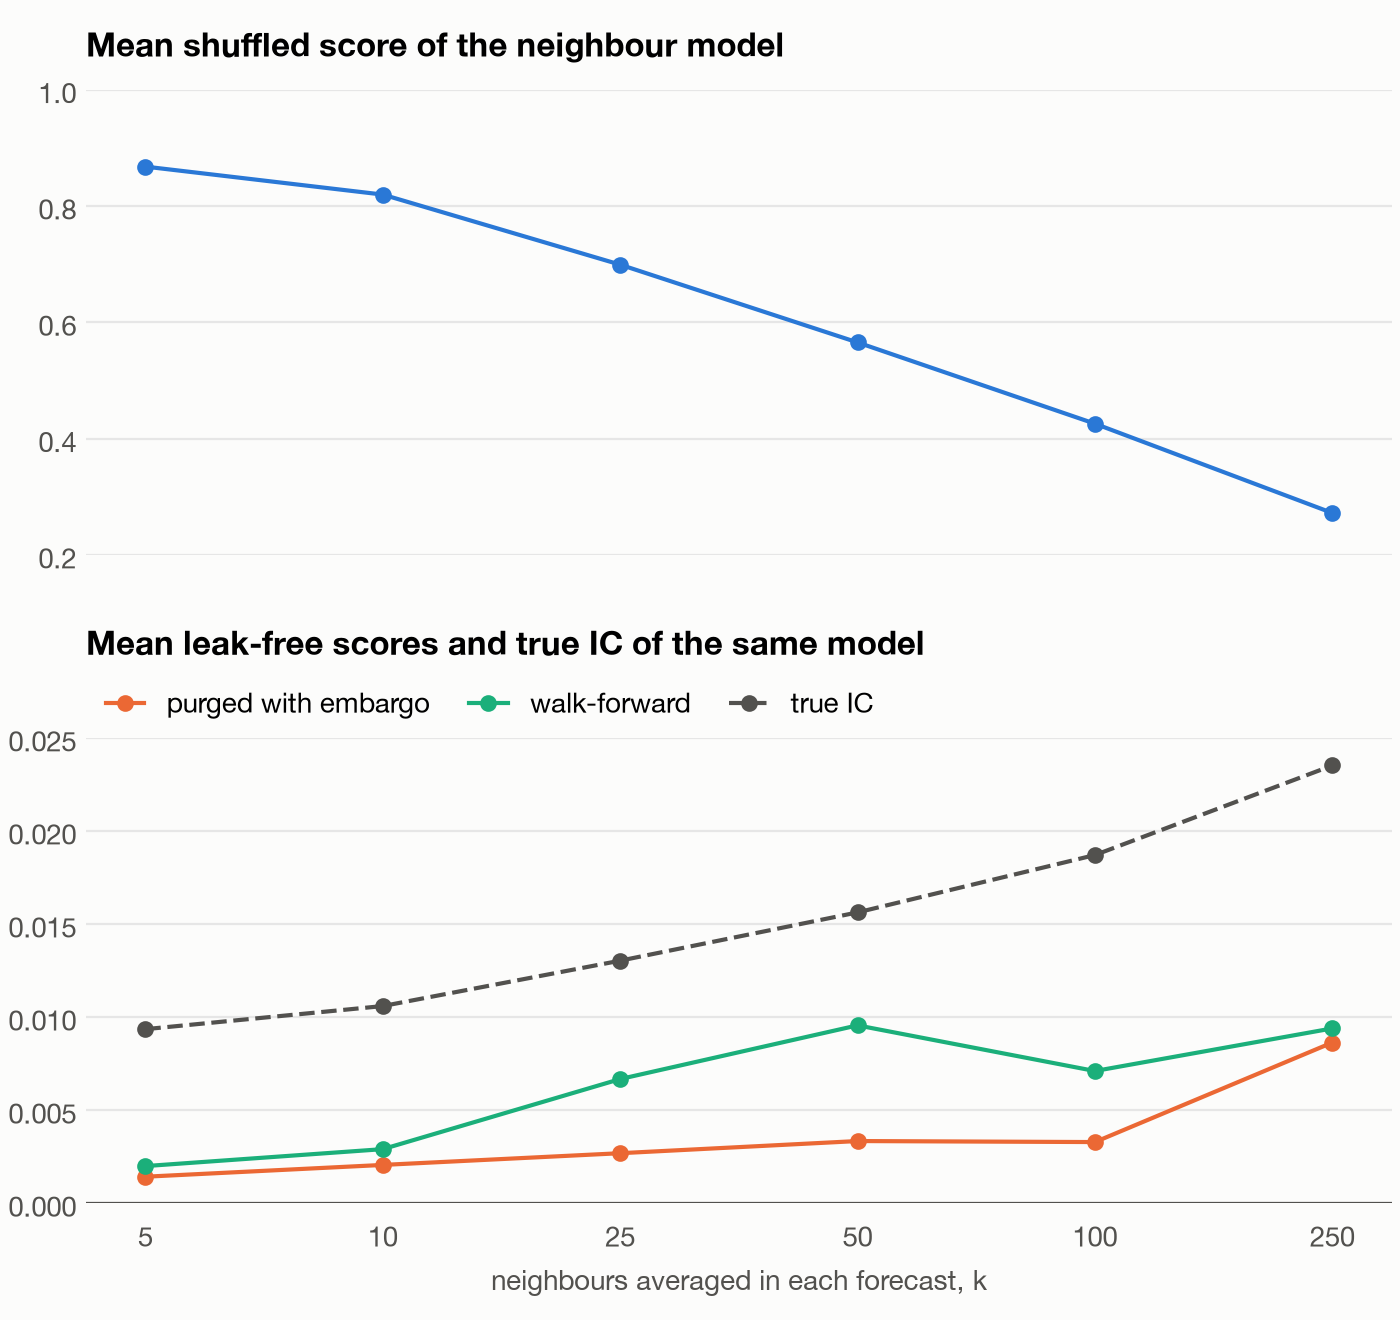 Mean shuffled score of the neighbour model
1.0
0.8
0.6
0.4
0.2
Mean leak-free scores and true IC of the same model
purged with embargo walk-forward true IC
0.025
0.020
0.015
0.010
0.005
0.000
5 10 25 50 100 250
neighbours averaged in each forecast, k